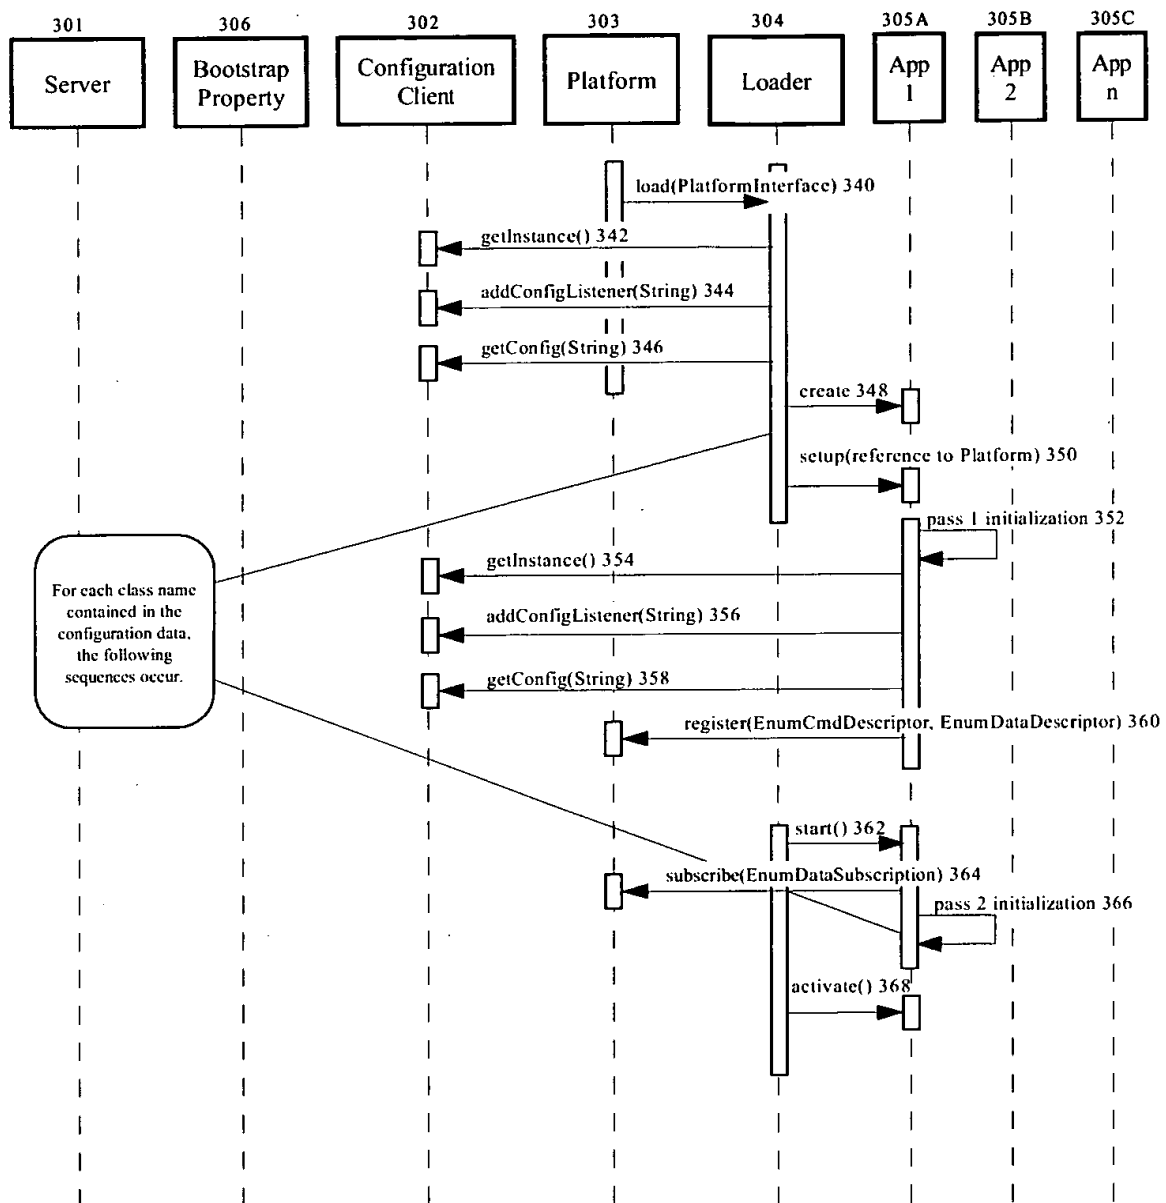 301 306 302 303 304 305A 305B 305C
Server
Bootstrap
Property
Configuration
Client
Platform
Loader
App
1
App
2
App
n
load(PlatformInterface) 340
getInstance() 342
addConfigListener(String) 344
getConfig(String) 346
create 348
setup(reference to Platform) 350
pass 1 initialization 352
getInstance() 354
For each class name
contained in the
configuration data,
the following
sequences occur.
addConfigListener(String) 356
getConfig(String) 358
register(EnumCmdDescriptor, EnumDataDescriptor) 360
start() 362
subscribe(EnumDataSubscription) 364
pass 2 initialization 366
activate() 368